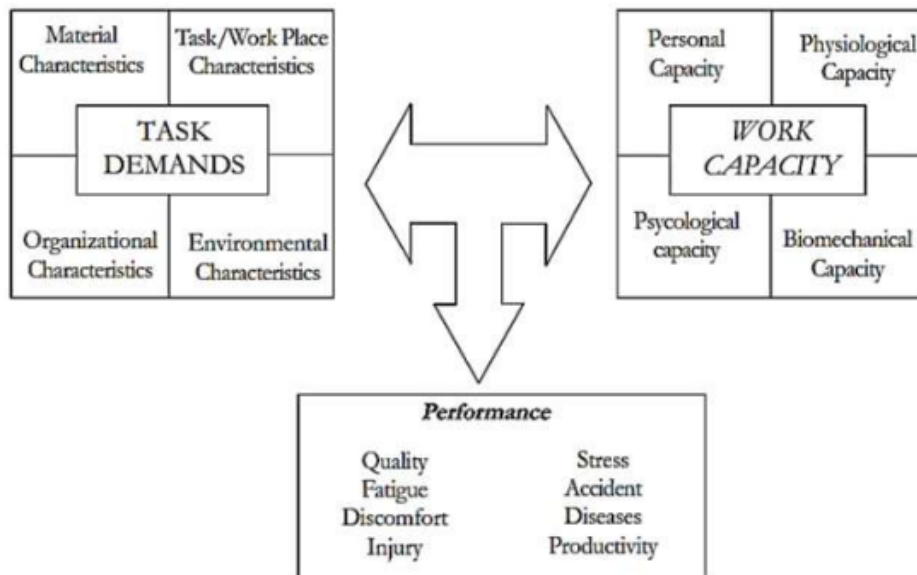 Material
Characteristics
Task/Work Place
Characteristics
TASK
DEMANDS
Organizational
Characteristics
Environmental
Characteristics
Personal
Capacity
Physiological
Capacity
WORK
CAPACITY
Psycological
capacity
Biomechanical
Capacity
Performance
Quality
Fatigue
Discomfort
Injury
Stress
Accident
Diseases
Productivity